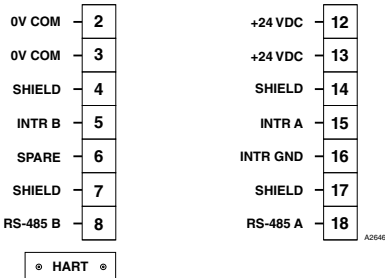 0V COM 2
0V COM 3
SHIELD 4
INTR B 5
SPARE 6
SHIELD 7
RS-485 B 8
HART
+24 VDC 12
+24 VDC 13
SHIELD 14
INTR A 15
INTR GND 16
SHIELD 17
RS-485 A 18
A2646